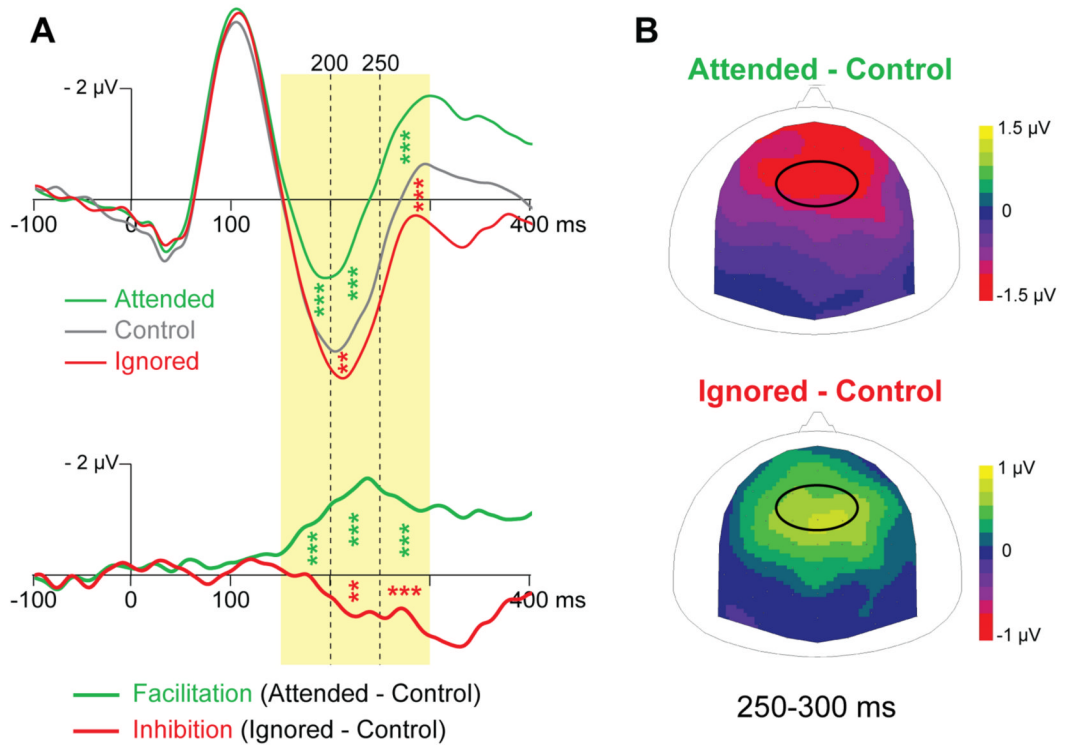 A
B
200 250
- 2 µV
Attended - Control
1.5 µV
0
-1.5 µV
-100 0 100 400 ms
***
***
***
***
**
Attended
Control
Ignored
Ignored - Control
- 2 µV
1 µV
0
-1 µV
***
***
***
**
***
-100 0 100 400 ms
Facilitation (Attended - Control)
Inhibition (Ignored - Control)
250-300 ms